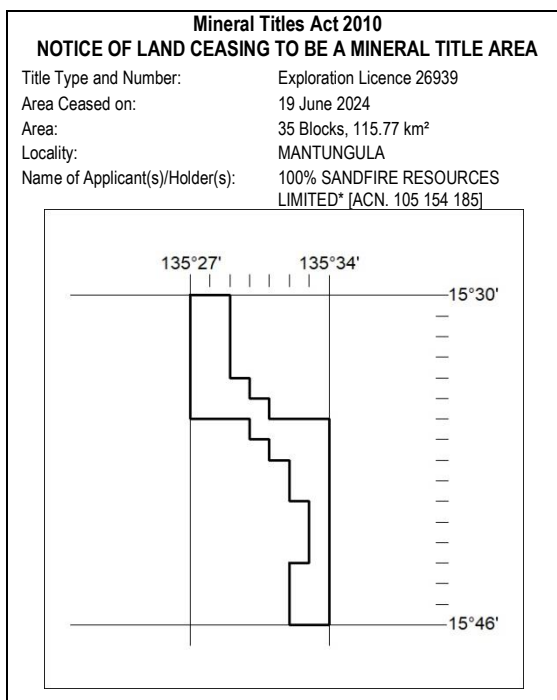 Mineral Titles Act 2010
NOTICE OF LAND CEASING TO BE A MINERAL TITLE AREA
Title Type and Number: Exploration Licence 26939
Area Ceased on: 19 June 2024
Area: 35 Blocks, 115.77 km²
Locality: MANTUNGULA
Name of Applicant(s)/Holder(s): 100% SANDFIRE RESOURCES
LIMITED* [ACN. 105 154 185]
135°27' 135°34'
15°30'
15°46'